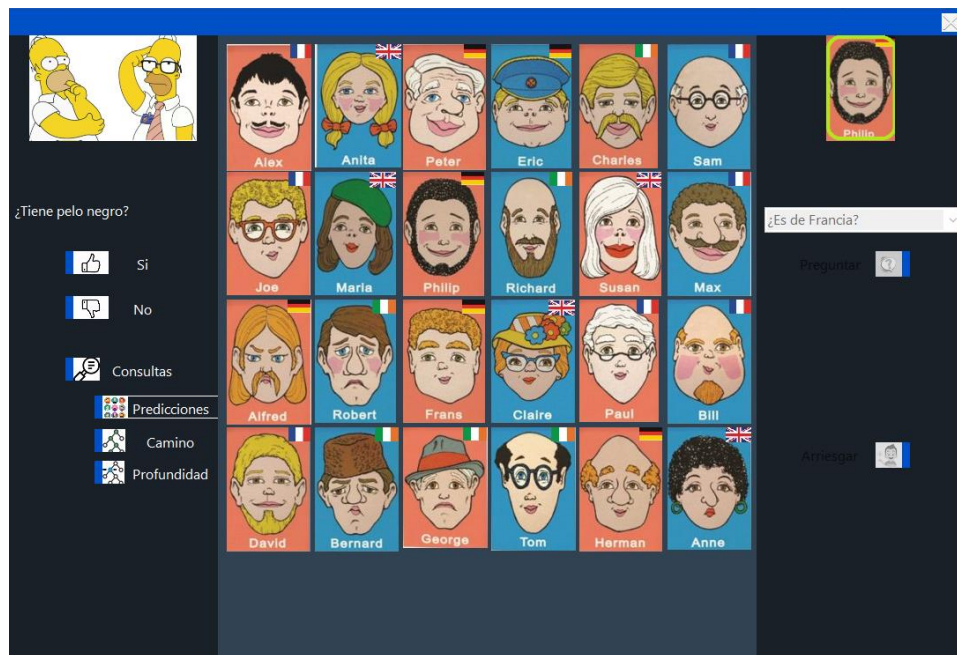 ¿Tiene pelo negro?
Si
No
Consultas
Predicciones
Camino
Profundidad
Alex
Anita
Peter
Eric
Charles
Sam
Joe
Maria
Philip
Richard
Susan
Max
Alfred
Robert
Frans
Claire
Paul
Bill
David
Bernard
George
Tom
Herman
Anne
Philip
¿Es de Francia?
Preguntar
Arriesgar